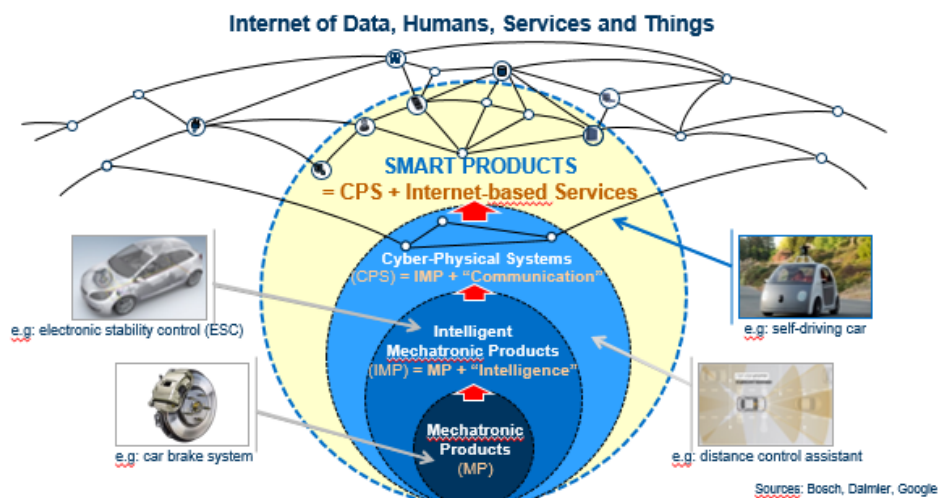 Internet of Data, Humans, Services and Things
SMART PRODUCTS
= CPS + Internet-based Services
Cyber-Physical Systems
(CPS) = IMP + “Communication”
e.g: electronic stability control (ESC)
e.g: self-driving car
Intelligent
Mechatronic Products
(IMP) = MP + “Intelligence”
Mechatronic
Products
(MP)
e.g: car brake system
e.g: distance control assistant
Sources: Bosch, Daimler, Google